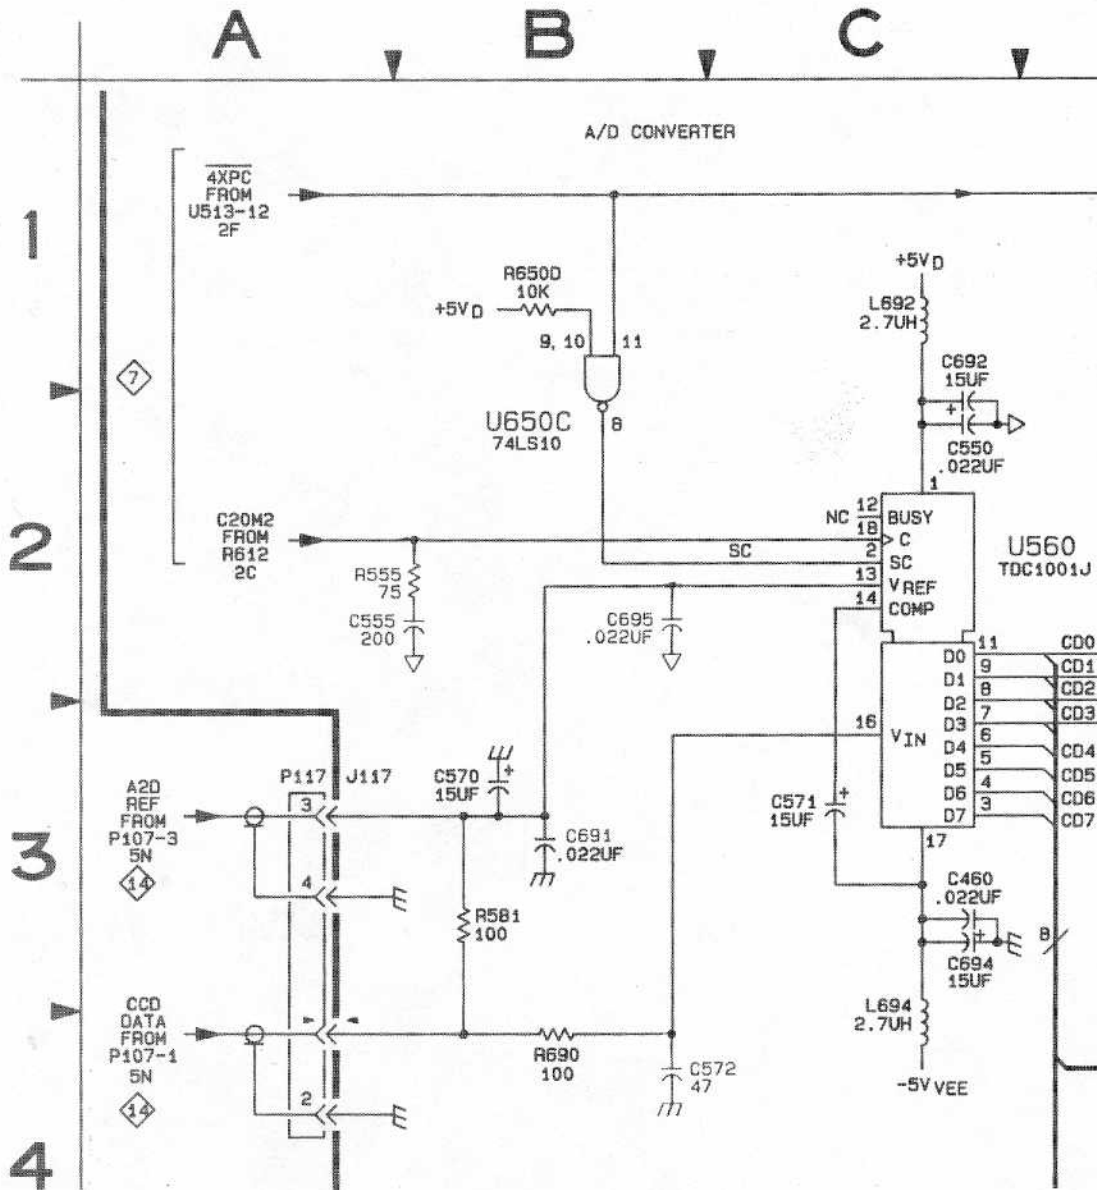 A
B
C
A/D CONVERTER
1
4XPC
FROM
U513-12
2F
R650D
10K
+5VD
9, 10
11
8
U650C
74LS10
+5VD
L692
2.7UH
C692
15UF
+
C550
.022UF
1
7
2
C20M2
FROM
R612
2C
R555
75
C555
200
SC
C695
.022UF
NC
12
BUSY
18
C
2
SC
13
VREF
14
COMP
U560
TDC1001J
D0
11
CD0
D1
9
CD1
D2
8
CD2
D3
7
CD3
D4
6
CD4
D5
5
CD5
D6
4
CD6
D7
3
CD7
16
VIN
17
3
A2D
REF
FROM
P107-3
5N
14
P117
J117
3
4
C570
15UF
+
C691
.022UF
R581
100
C571
15UF
+
C460
.022UF
+
C694
15UF
8
L694
2.7UH
-5VVEE
CCD
DATA
FROM
P107-1
5N
14
2
R690
100
C572
47
4